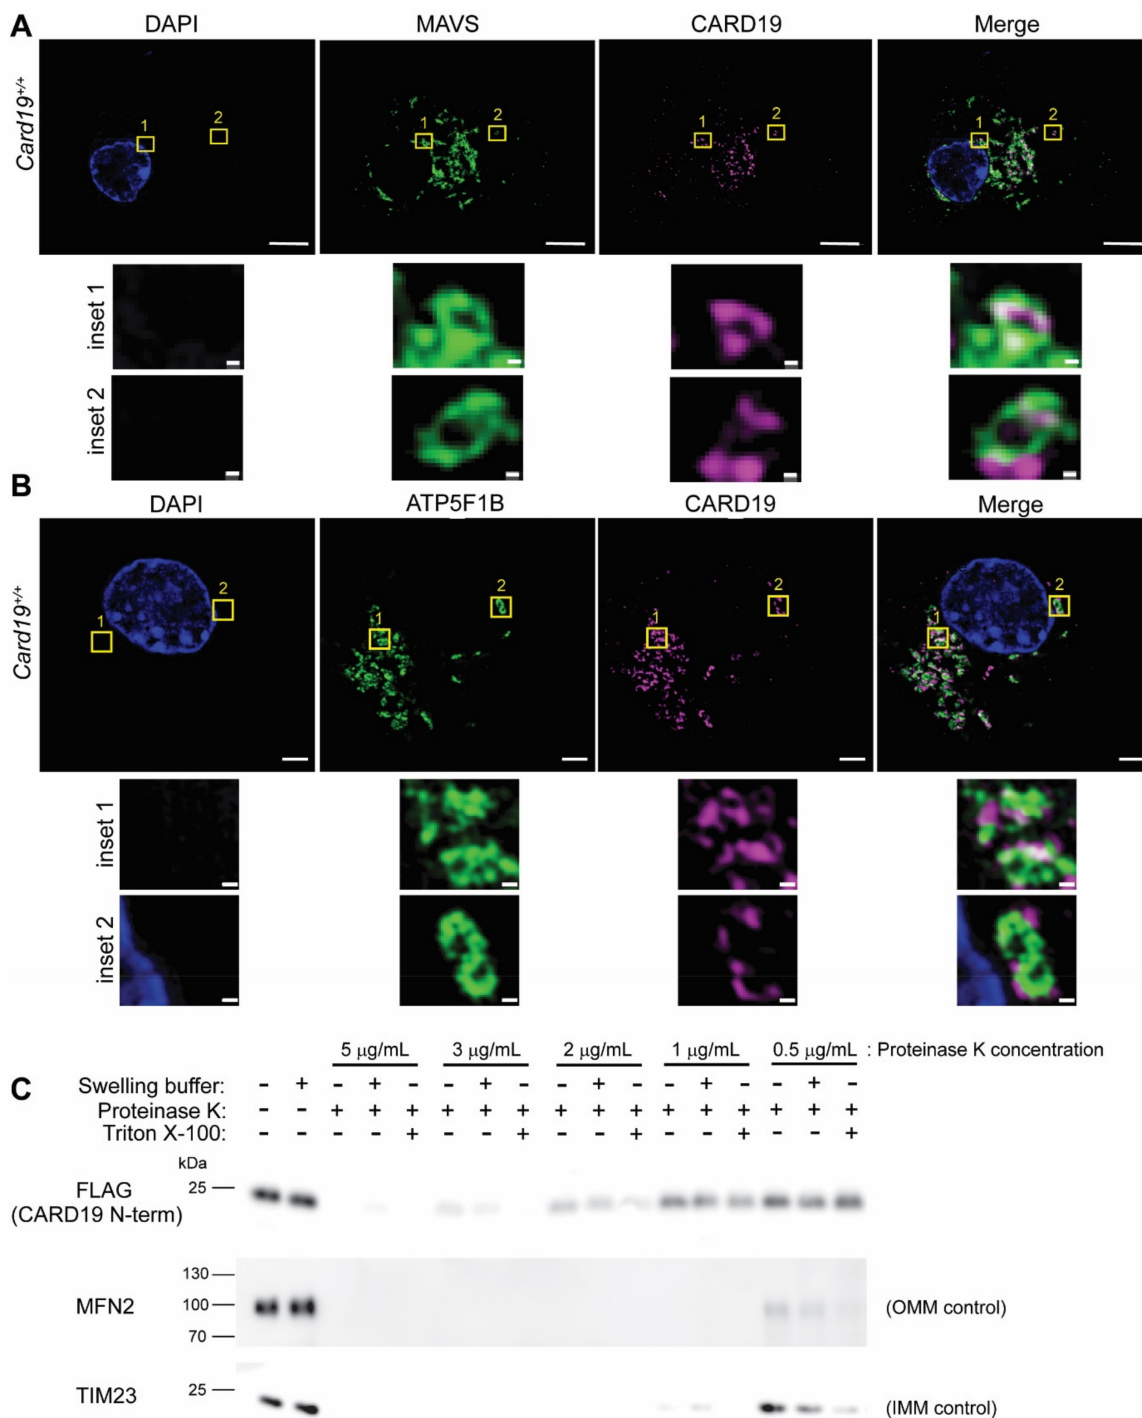 A
DAPI MAVS CARD19 Merge
Card19+/+
1 2 1 2 1 2 1 2
inset 1
inset 2
B
DAPI ATP5F1B CARD19 Merge
Card19+/+
1 2 1 2 1 2 1 2
inset 1
inset 2
C
5 μg/mL 3 μg/mL 2 μg/mL 1 μg/mL 0.5 μg/mL : Proteinase K concentration
Swelling buffer: - + - + - - + - - + - - + - - + -
Proteinase K: - - + + + + + + + + + + + + + + +
Triton X-100: - - - - + - - + - - + - - + - - +
kDa
FLAG 25
(CARD19 N-term)
130
MFN2 100 (OMM control)
70
TIM23 25 (IMM control)